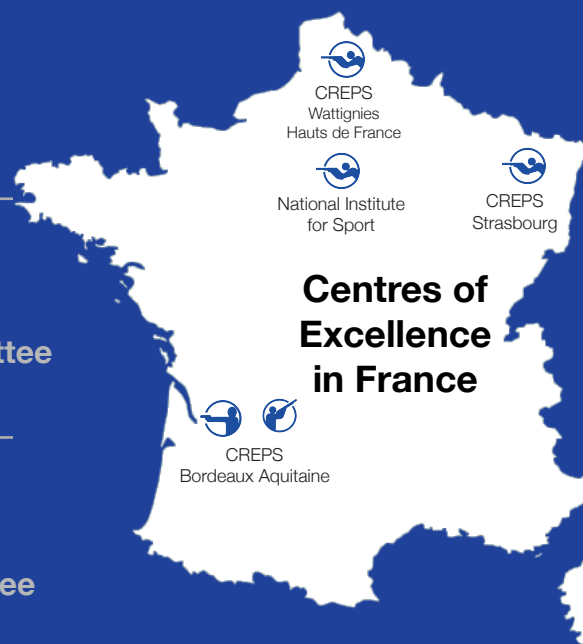 CREPS
Wattignies
Hauts de France
National Institute
for Sport
CREPS
Strasbourg
Centres of
Excellence
in France
CREPS
Bordeaux Aquitaine